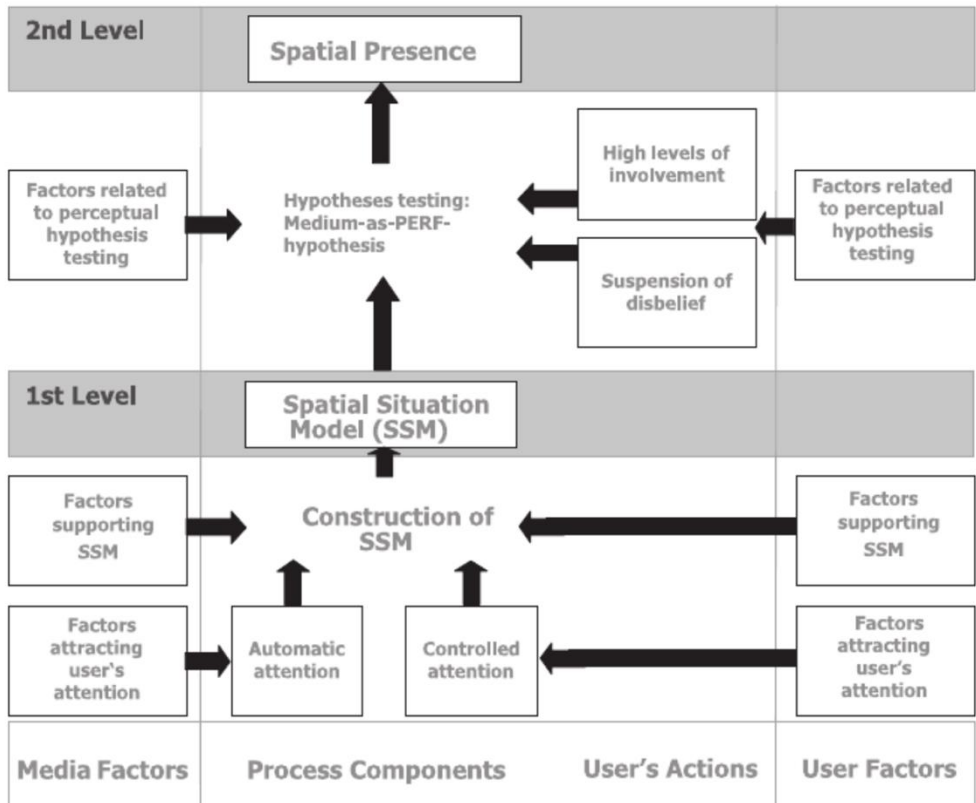 2nd Level
Spatial Presence
Factors related
to perceptual
hypothesis
testing
Hypotheses testing:
Medium-as-PERF-
hypothesis
High levels of
involvement
Suspension of
disbelief
Factors related
to perceptual
hypothesis
testing
1st Level
Spatial Situation
Model (SSM)
Factors
supporting
SSM
Construction of
SSM
Factors
supporting
SSM
Factors
attracting
user's
attention
Automatic
attention
Controlled
attention
Factors
attracting
user's
attention
Media Factors
Process Components
User's Actions
User Factors